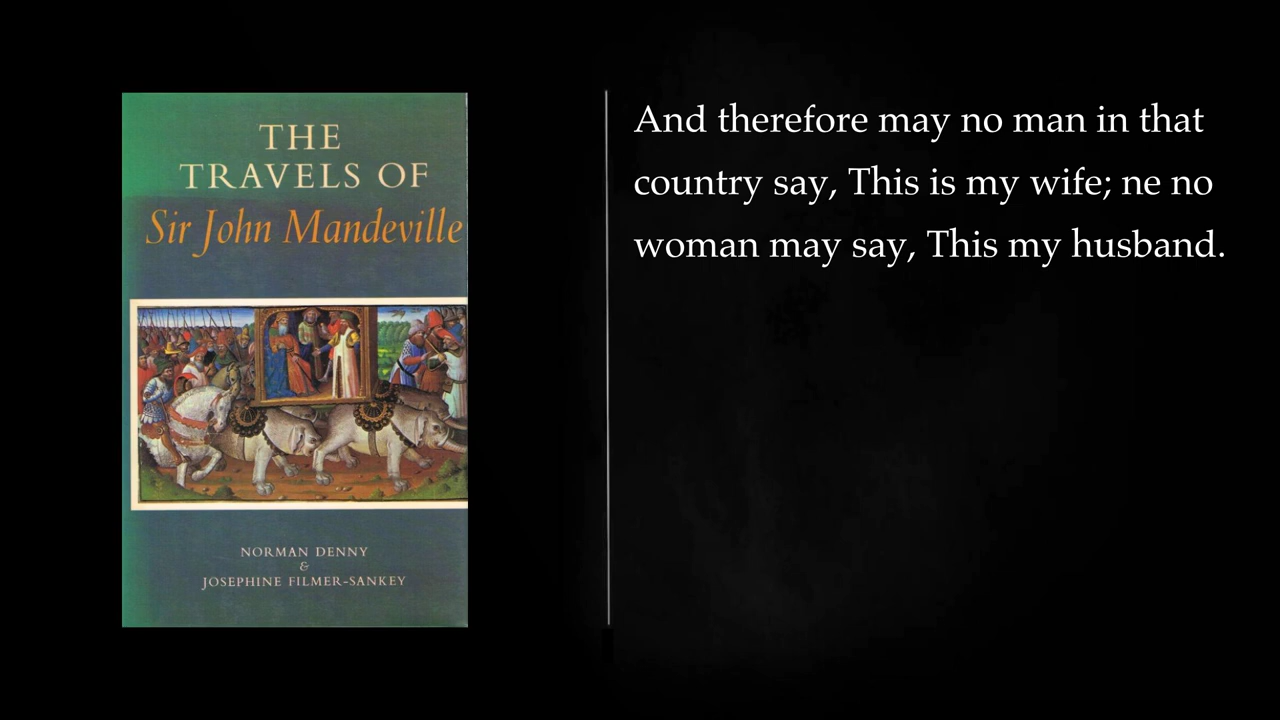 THE
TRAVELS OF
Sir John Mandeville
NORMAN DENNY
&
JOSEPHINE FILMER-SANKEY
And therefore may no man in that
country say, This is my wife; ne no
woman may say, This my husband.